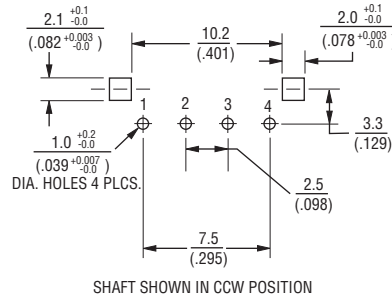 2.1 +0.1 -0.0
(.082 +0.003 -0.0)
10.2
(.401)
2.0 +0.1 -0.0
(.078 +0.003 -0.0)
1 2 3 4
1.0 +0.2 -0.0
(.039 +0.007 -0.0)
DIA. HOLES 4 PLCS.
3.3
(.129)
2.5
(.098)
7.5
(.295)
SHAFT SHOWN IN CCW POSITION